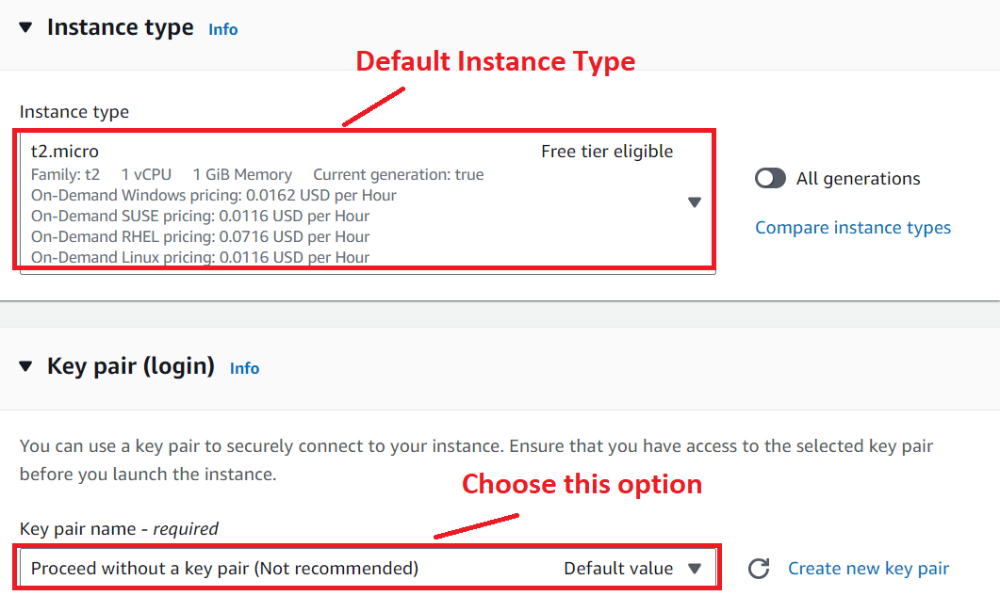 Instance type Info
Default Instance Type
Instance type
t2.micro Free tier eligible
Family: t2 1 vCPU 1 GiB Memory Current generation: true
On-Demand Windows pricing: 0.0162 USD per Hour
On-Demand SUSE pricing: 0.0116 USD per Hour
On-Demand RHEL pricing: 0.0716 USD per Hour
On-Demand Linux pricing: 0.0116 USD per Hour
All generations
Compare instance types
Key pair (login) Info
You can use a key pair to securely connect to your instance. Ensure that you have access to the selected key pair
before you launch the instance.
Choose this option
Key pair name - required
Proceed without a key pair (Not recommended) Default value
Create new key pair